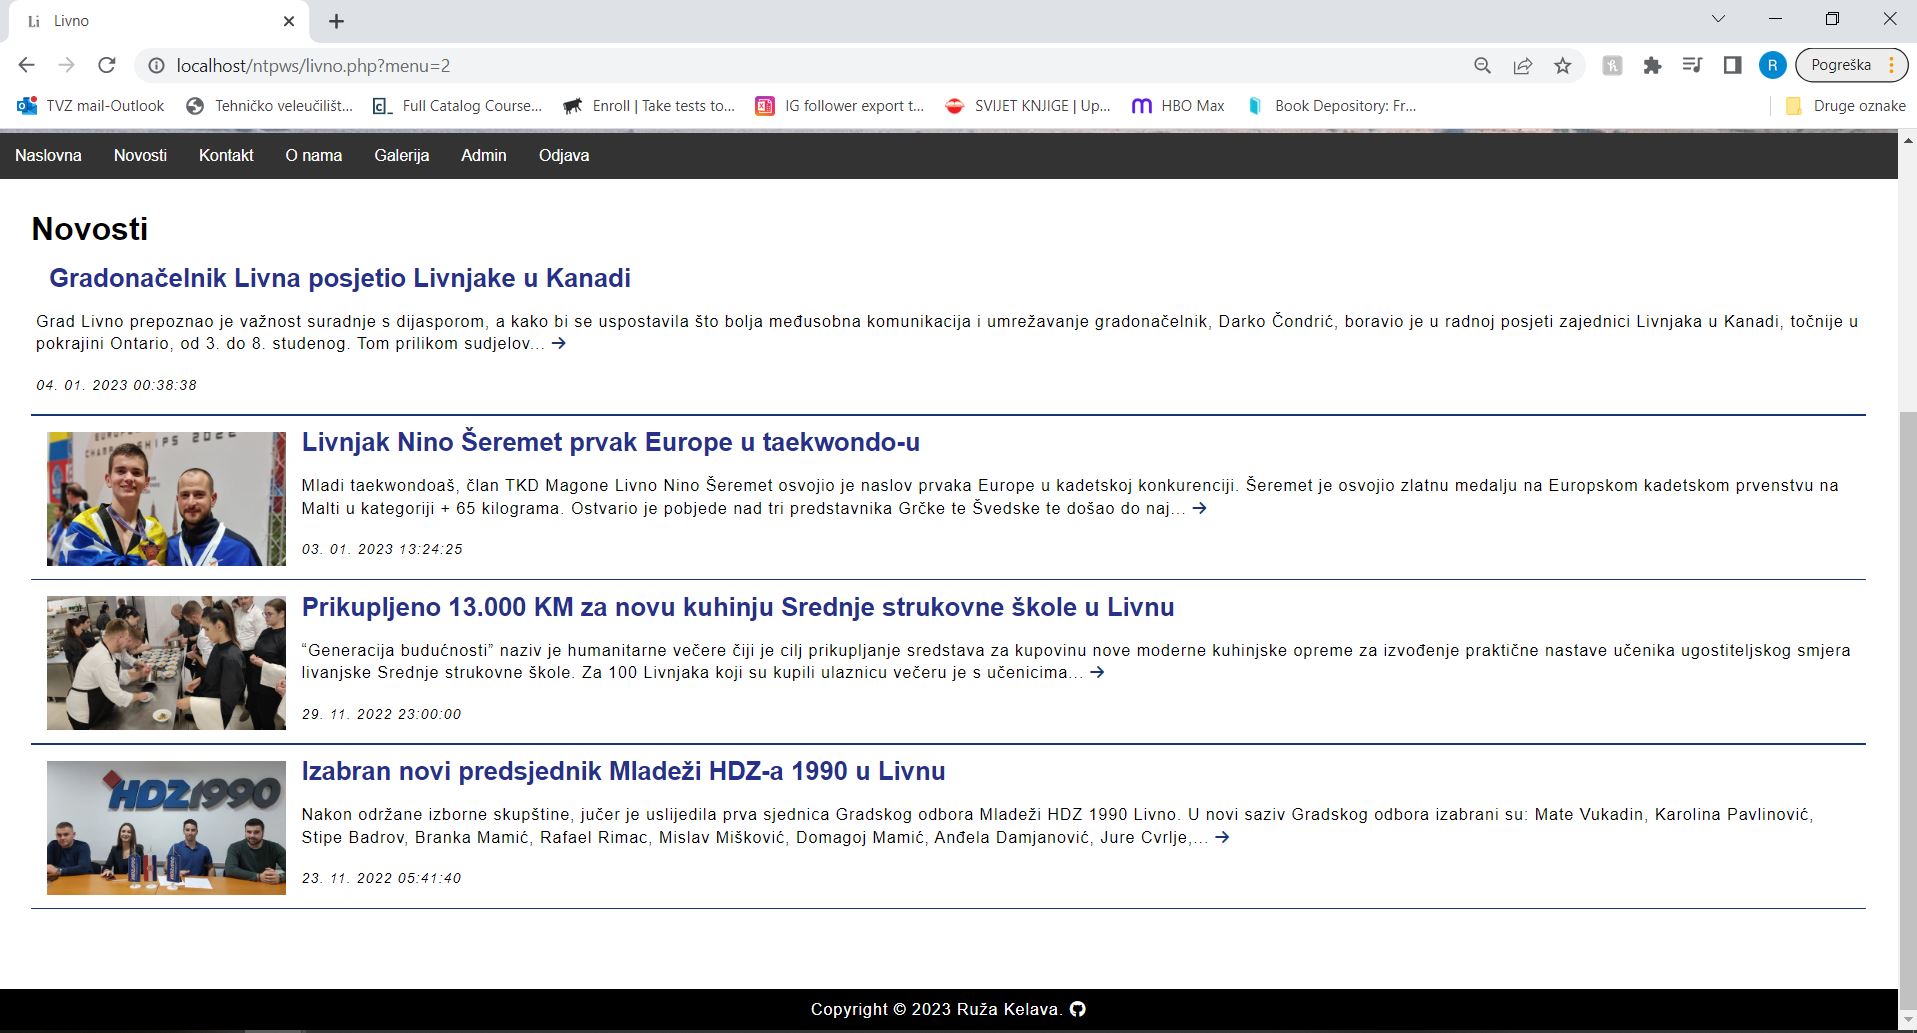 Li Livno
localhost/ntpws/livno.php?menu=2
R
Pogreška
TVZ mail-Outlook
Tehničko veleučilišt...
Full Catalog Course...
Enroll | Take tests to...
IG follower export t...
SVIJET KNJIGE | Up...
HBO Max
Book Depository: Fr...
Druge oznake
Naslovna Novosti Kontakt O nama Galerija Admin Odjava
Novosti
Gradonačelnik Livna posjetio Livnjake u Kanadi
Grad Livno prepoznao je važnost suradnje s dijasporom, a kako bi se uspostavila što bolja međusobna komunikacija i umrežavanje gradonačelnik, Darko Čondrić, boravio je u radnoj posjeti zajednici Livnjaka u Kanadi, točnije u
pokrajini Ontario, od 3. do 8. studenog. Tom prilikom sudjelov... →
04. 01. 2023 00:38:38
CHAMPIONSHIPS 2022
Livnjak Nino Šeremet prvak Europe u taekwondo-u
Mladi taekwondoaš, član TKD Magone Livno Nino Šeremet osvojio je naslov prvaka Europe u kadetskoj konkurenciji. Šeremet je osvojio zlatnu medalju na Europskom kadetskom prvenstvu na
Malti u kategoriji + 65 kilograma. Ostvario je pobjede nad tri predstavnika Grčke te Švedske te došao do naj... →
03. 01. 2023 13:24:25
Prikupljeno 13.000 KM za novu kuhinju Srednje strukovne škole u Livnu
“Generacija budućnosti” naziv je humanitarne večere čiji je cilj prikupljanje sredstava za kupovinu nove moderne kuhinjske opreme za izvođenje praktične nastave učenika ugostiteljskog smjera
livanjske Srednje strukovne škole. Za 100 Livnjaka koji su kupili ulaznicu večeru je s učenicima... →
29. 11. 2022 23:00:00
HDZ1990
Izabran novi predsjednik Mladeži HDZ-a 1990 u Livnu
Nakon održane izborne skupštine, jučer je uslijedila prva sjednica Gradskog odbora Mladeži HDZ 1990 Livno. U novi saziv Gradskog odbora izabrani su: Mate Vukadin, Karolina Pavlinović,
Stipe Badrov, Branka Mamić, Rafael Rimac, Mislav Mišković, Domagoj Mamić, Anđela Damjanović, Jure Cvrlje,... →
23. 11. 2022 05:41:40
Copyright © 2023 Ruža Kelava.